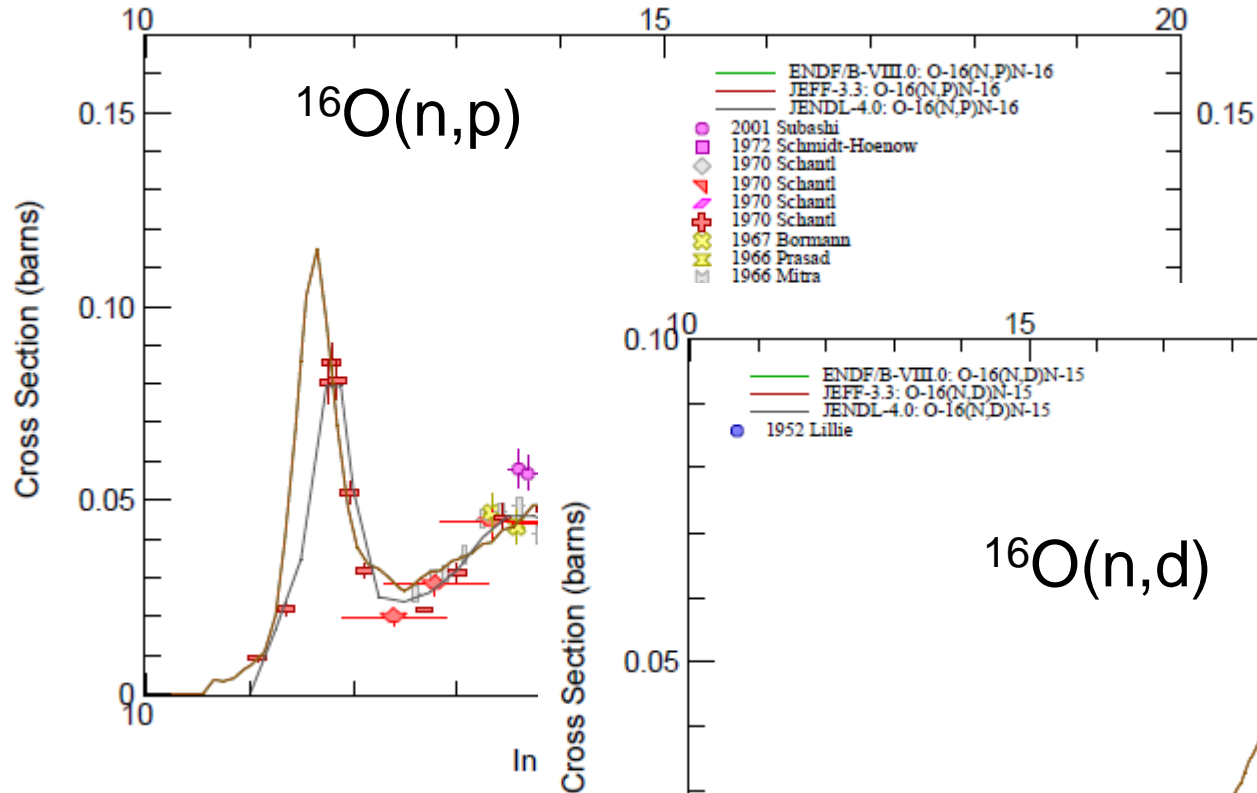 10 15 20
0.15
0.10
0.05
0
10
Cross Section (barns)
¹⁶O(n,p)
ENDF/B-VIII.0: O-16(N,P)N-16
JEFF-3.3: O-16(N,P)N-16
JENDL-4.0: O-16(N,P)N-16
2001 Subashi
1972 Schmidt-Hoenow
1970 Schantl
1970 Schantl
1970 Schantl
1970 Schantl
1967 Bormann
1966 Prasad
1966 Mitra
0.15
In
10 15
0.10
0.05
Cross Section (barns)
ENDF/B-VIII.0: O-16(N,D)N-15
JEFF-3.3: O-16(N,D)N-15
JENDL-4.0: O-16(N,D)N-15
1952 Lillie
¹⁶O(n,d)